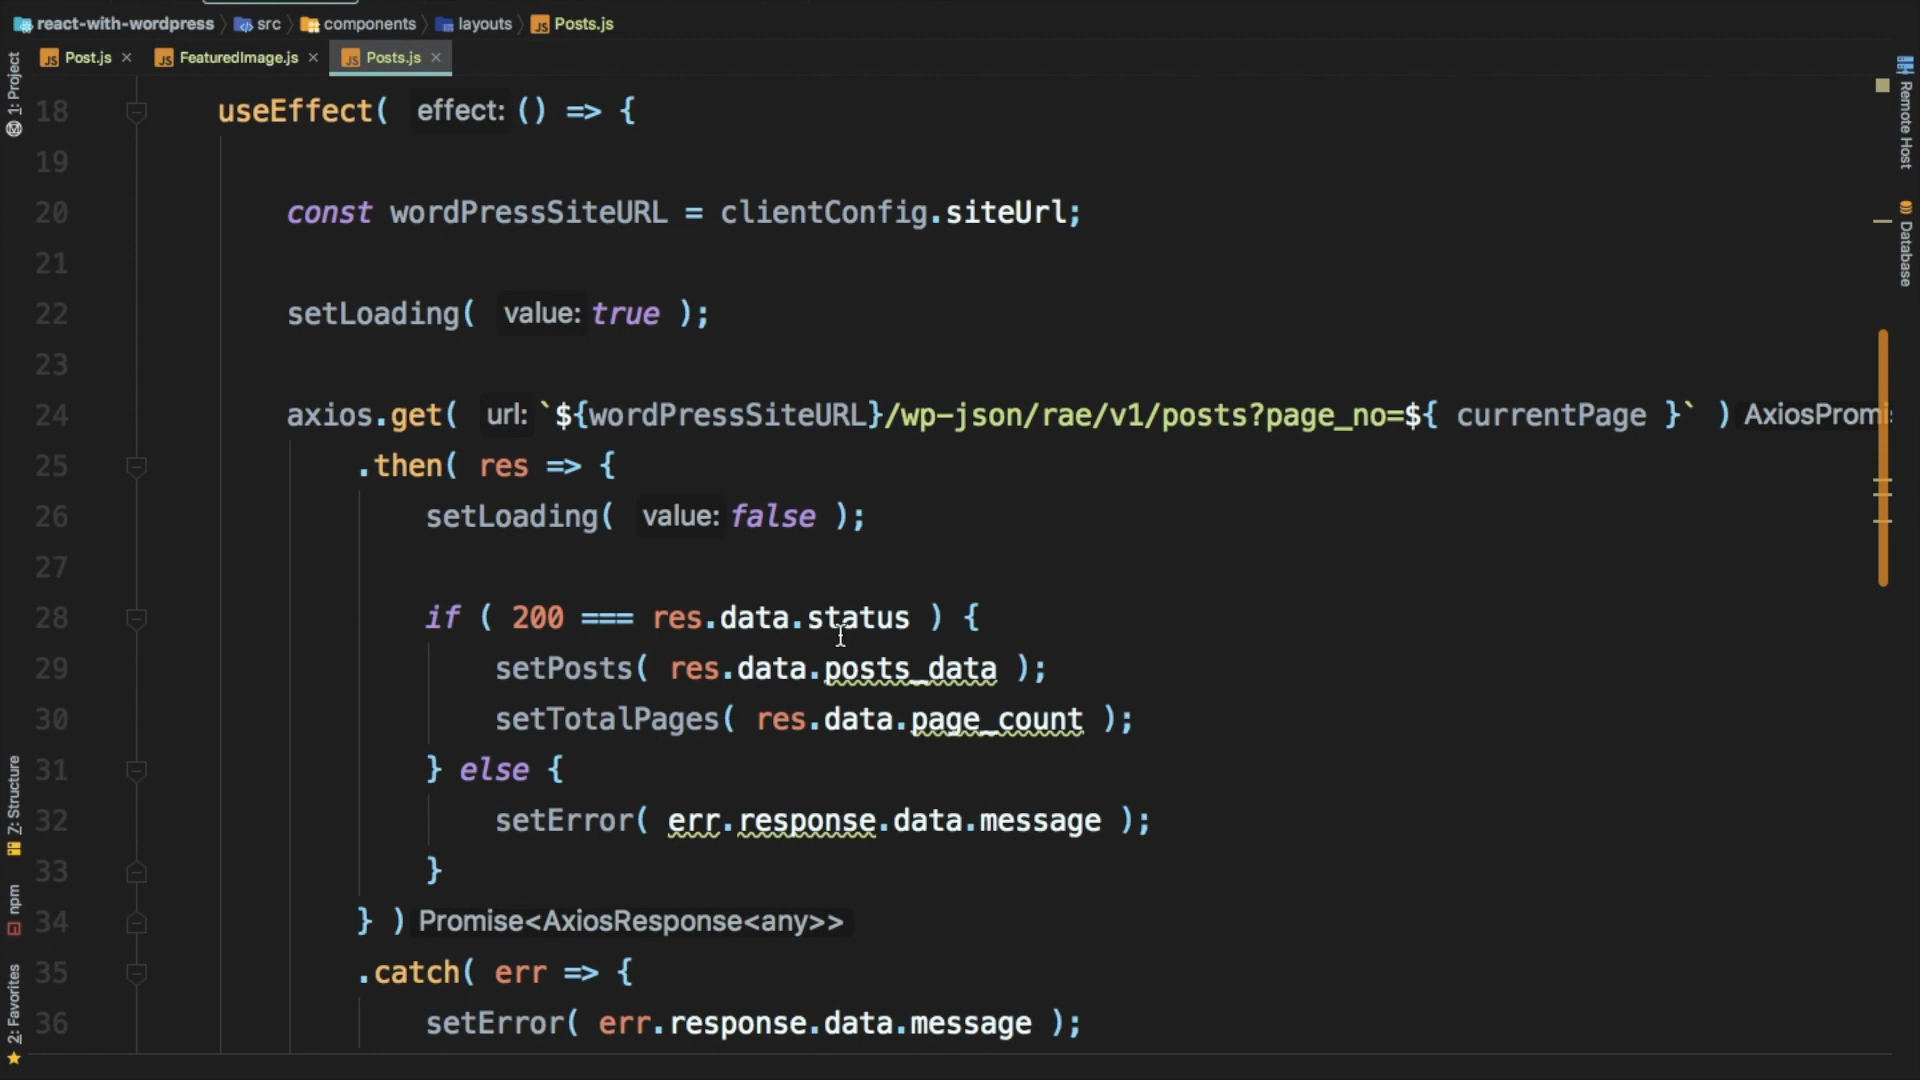 react-with-wordpress src components layouts Posts.js
Post.js FeaturedImage.js Posts.js
1: Project
7: Structure
npm
2: Favorites
18 useEffect( effect: () => {
19
20 const wordPressSiteURL = clientConfig.siteUrl;
21
22 setLoading( value: true );
23
24 axios.get( url: `${wordPressSiteURL}/wp-json/rae/v1/posts?page_no=${ currentPage }` ) AxiosPromi
25 .then( res => {
26 setLoading( value: false );
27
28 if ( 200 === res.data.status ) {
29 setPosts( res.data.posts_data );
30 setTotalPages( res.data.page_count );
31 } else {
32 setError( err.response.data.message );
33 }
34 } ) Promise<AxiosResponse<any>>
35 .catch( err => {
36 setError( err.response.data.message );
Remote Host
Database